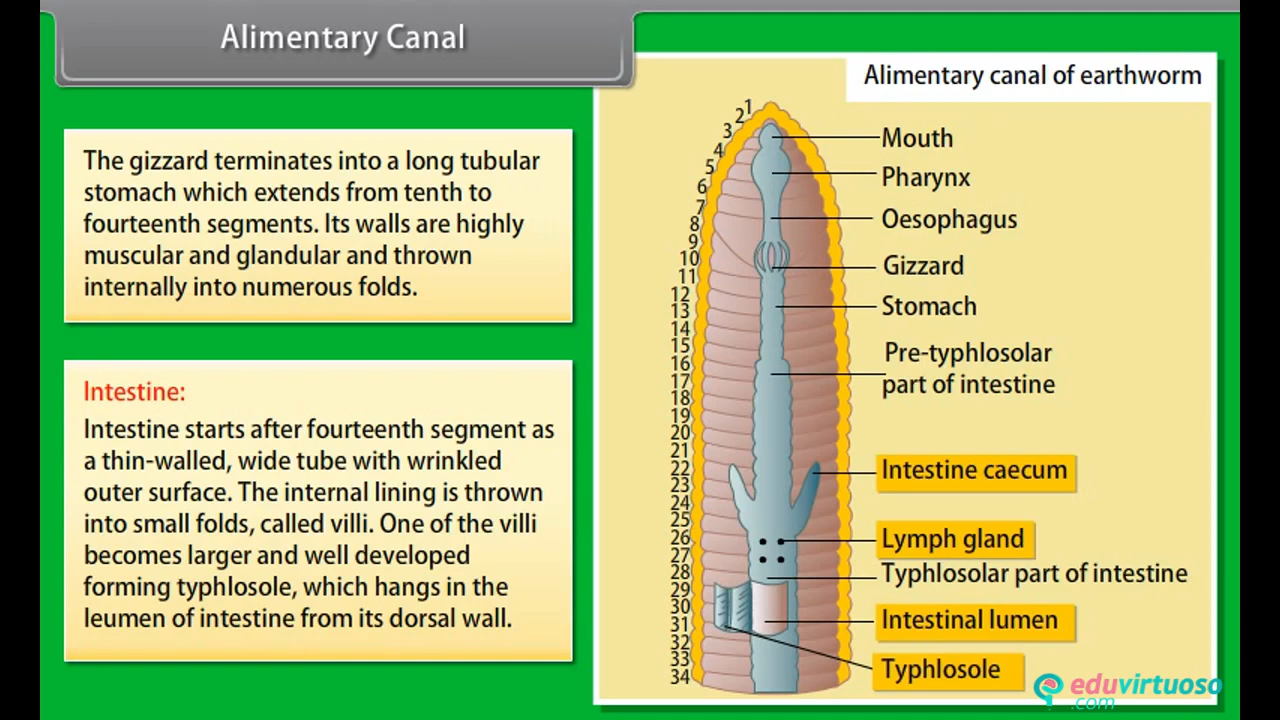 Alimentary Canal
The gizzard terminates into a long tubular
stomach which extends from tenth to
fourteenth segments. Its walls are highly
muscular and glandular and thrown
internally into numerous folds.
Intestine:
Intestine starts after fourteenth segment as
a thin-walled, wide tube with wrinkled
outer surface. The internal lining is thrown
into small folds, called villi. One of the villi
becomes larger and well developed
forming typhlosole, which hangs in the
leumen of intestine from its dorsal wall.
Alimentary canal of earthworm
1
2
3
4
5
6
7
8
9
10
11
12
13
14
15
16
17
18
19
20
21
22
23
24
25
26
27
28
29
30
31
32
33
34
Mouth
Pharynx
Oesophagus
Gizzard
Stomach
Pre-typhlosolar
part of intestine
Intestine caecum
Lymph gland
Typhlosolar part of intestine
Intestinal lumen
Typhlosole
eduvirtuoso
.com